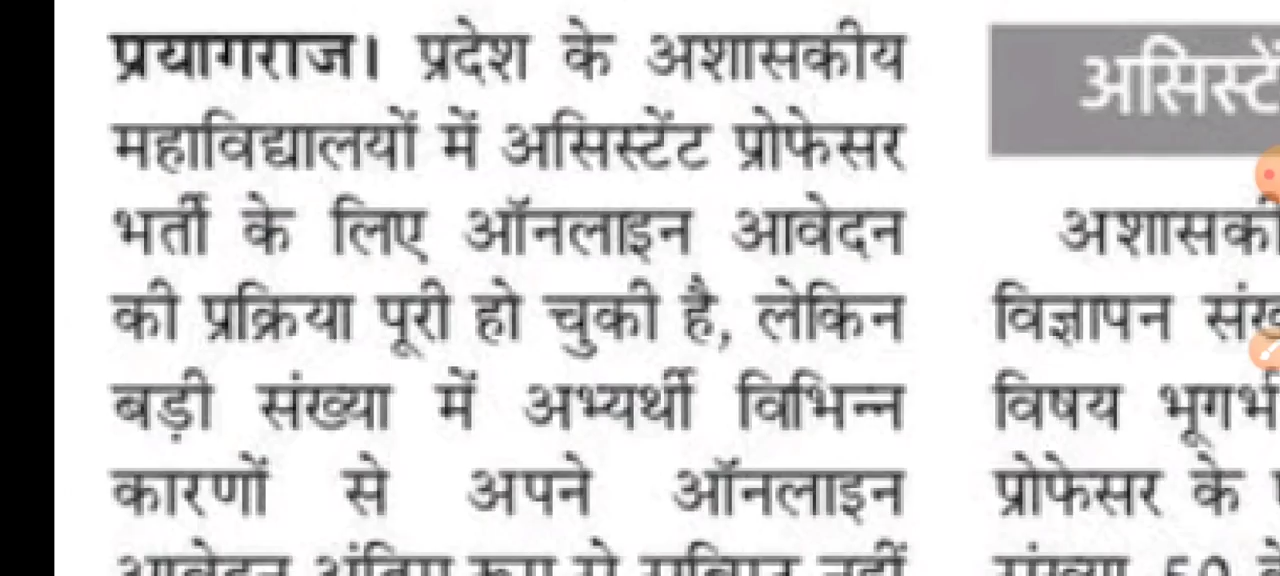 प्रयागराज। प्रदेश के अशासकीय
महाविद्यालयों में असिस्टेंट प्रोफेसर
भर्ती के लिए ऑनलाइन आवेदन
की प्रक्रिया पूरी हो चुकी है, लेकिन
बड़ी संख्या में अभ्यर्थी विभिन्न
कारणों से अपने ऑनलाइन
विज्ञापन
विषय
प्रोफेसर के